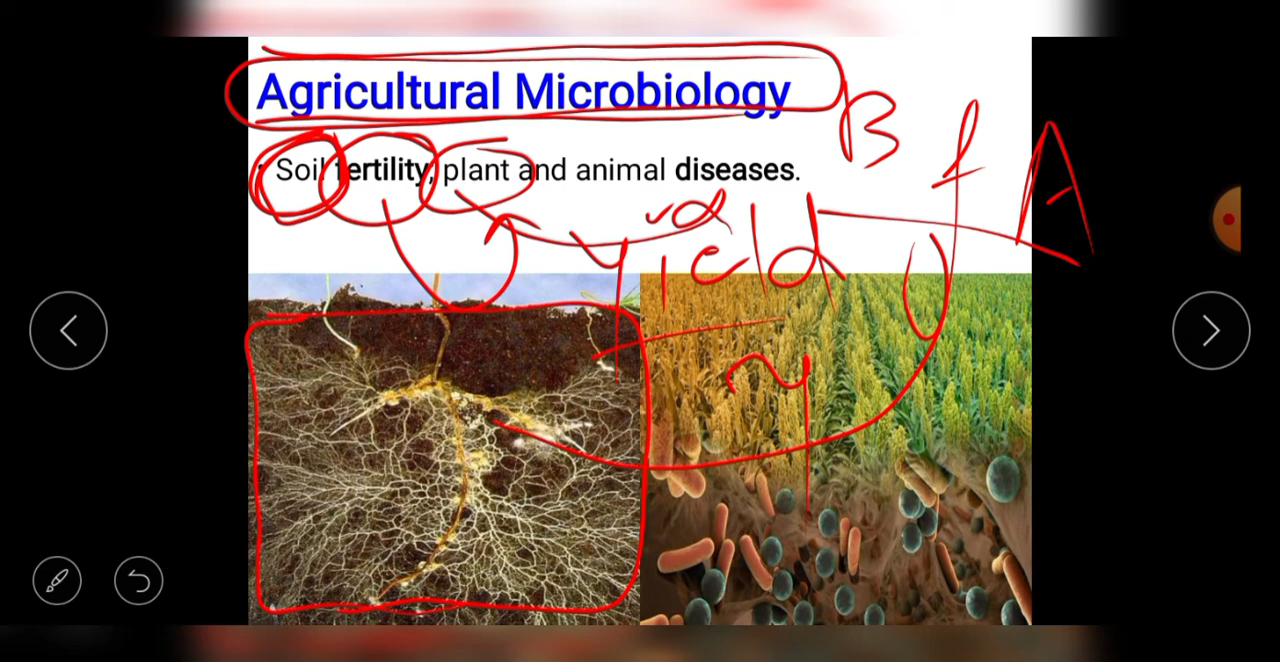 Agricultural Microbiology
Soil fertility, plant and animal diseases.
B f A
yield